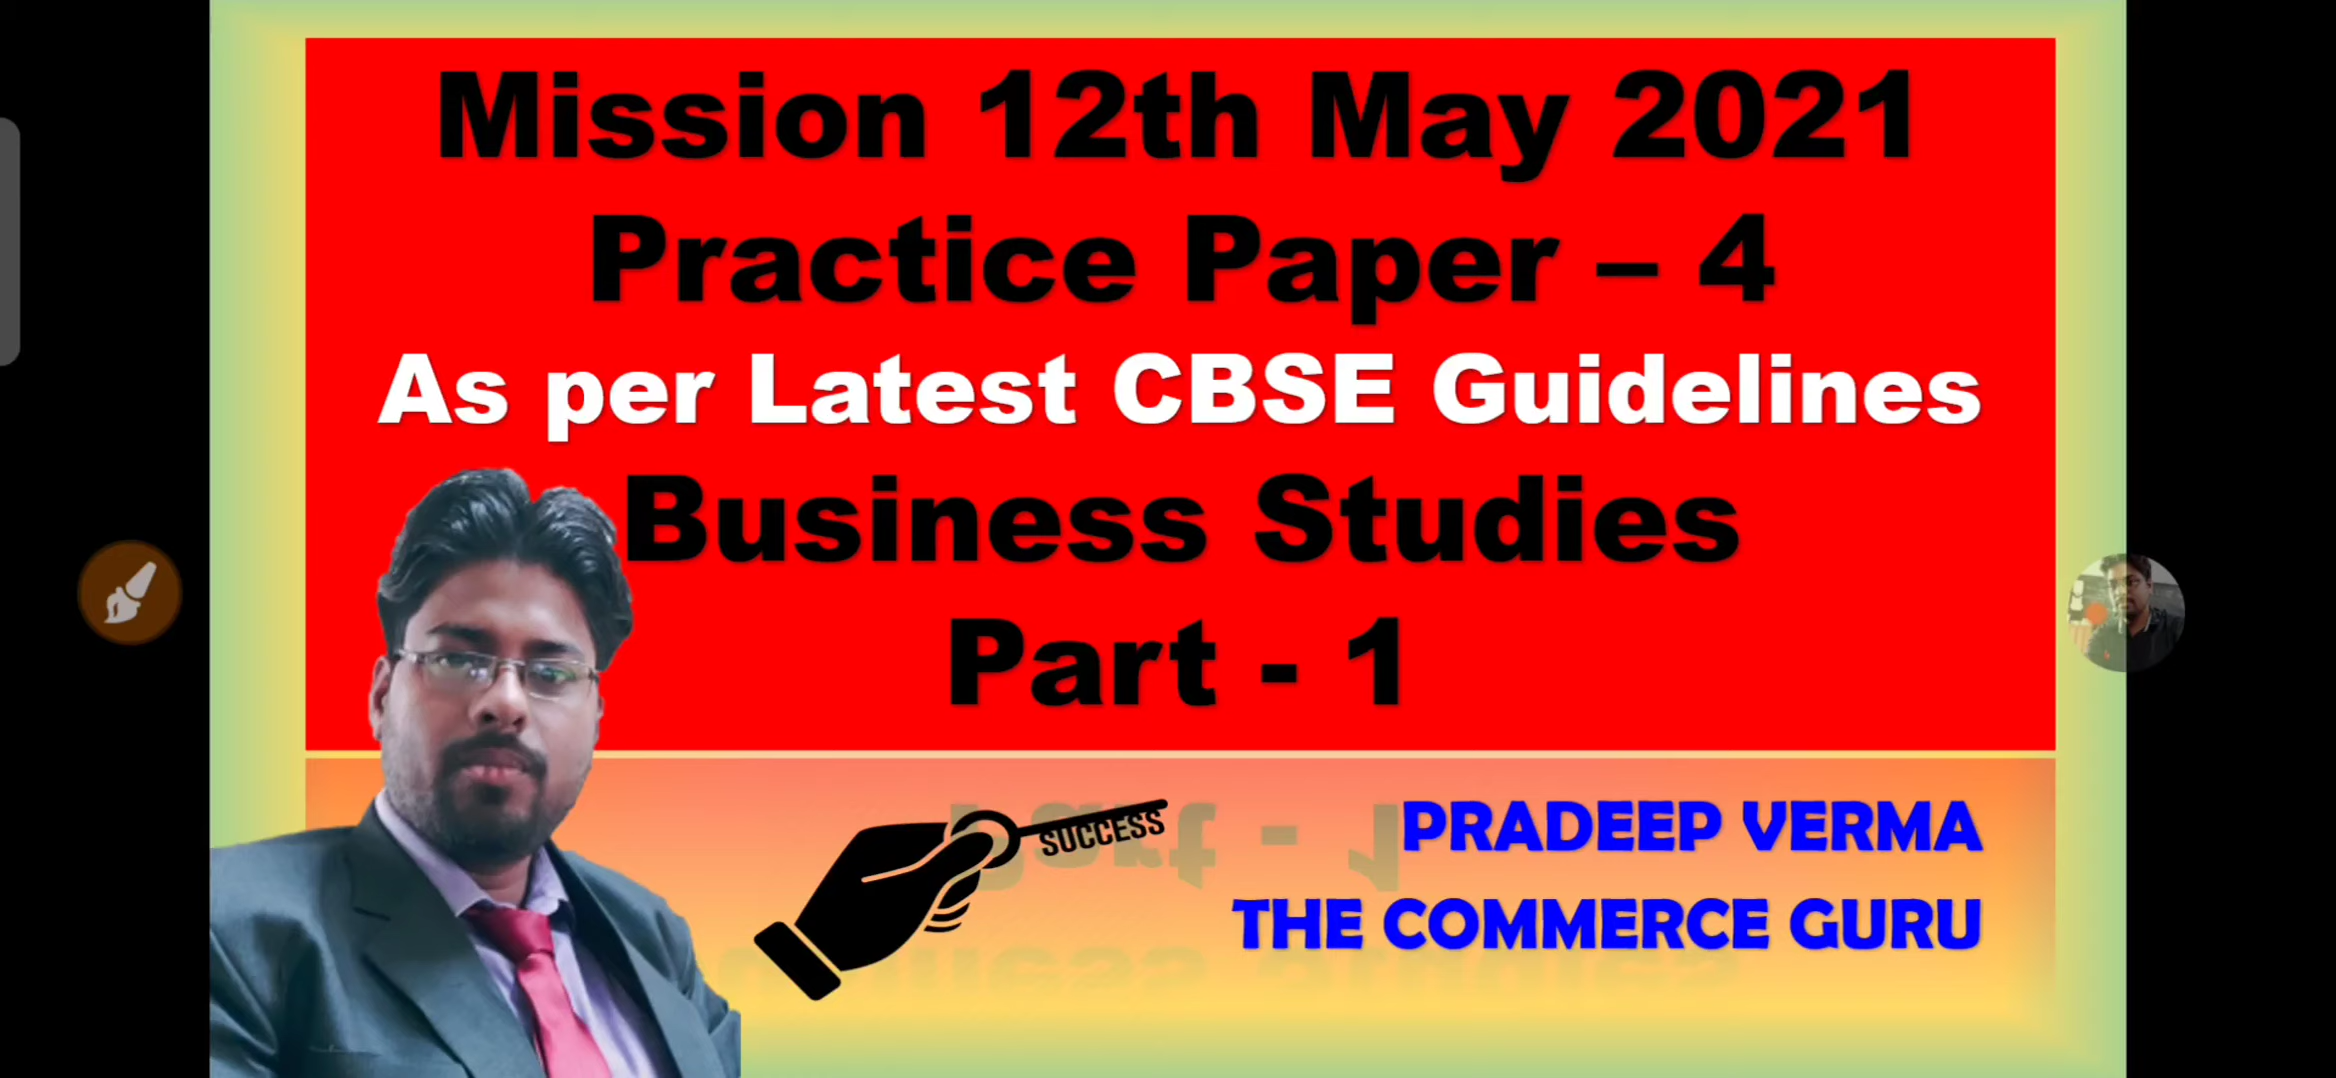 Mission 12th May 2021
Practice Paper – 4
As per Latest CBSE Guidelines
Business Studies
Part - 1
SUCCESS
PRADEEP VERMA
THE COMMERCE GURU